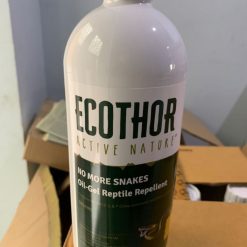 ECOTHOR
ACTIVE NATURE
NO MORE SNAKES
Oil-Gel Reptile Repellent